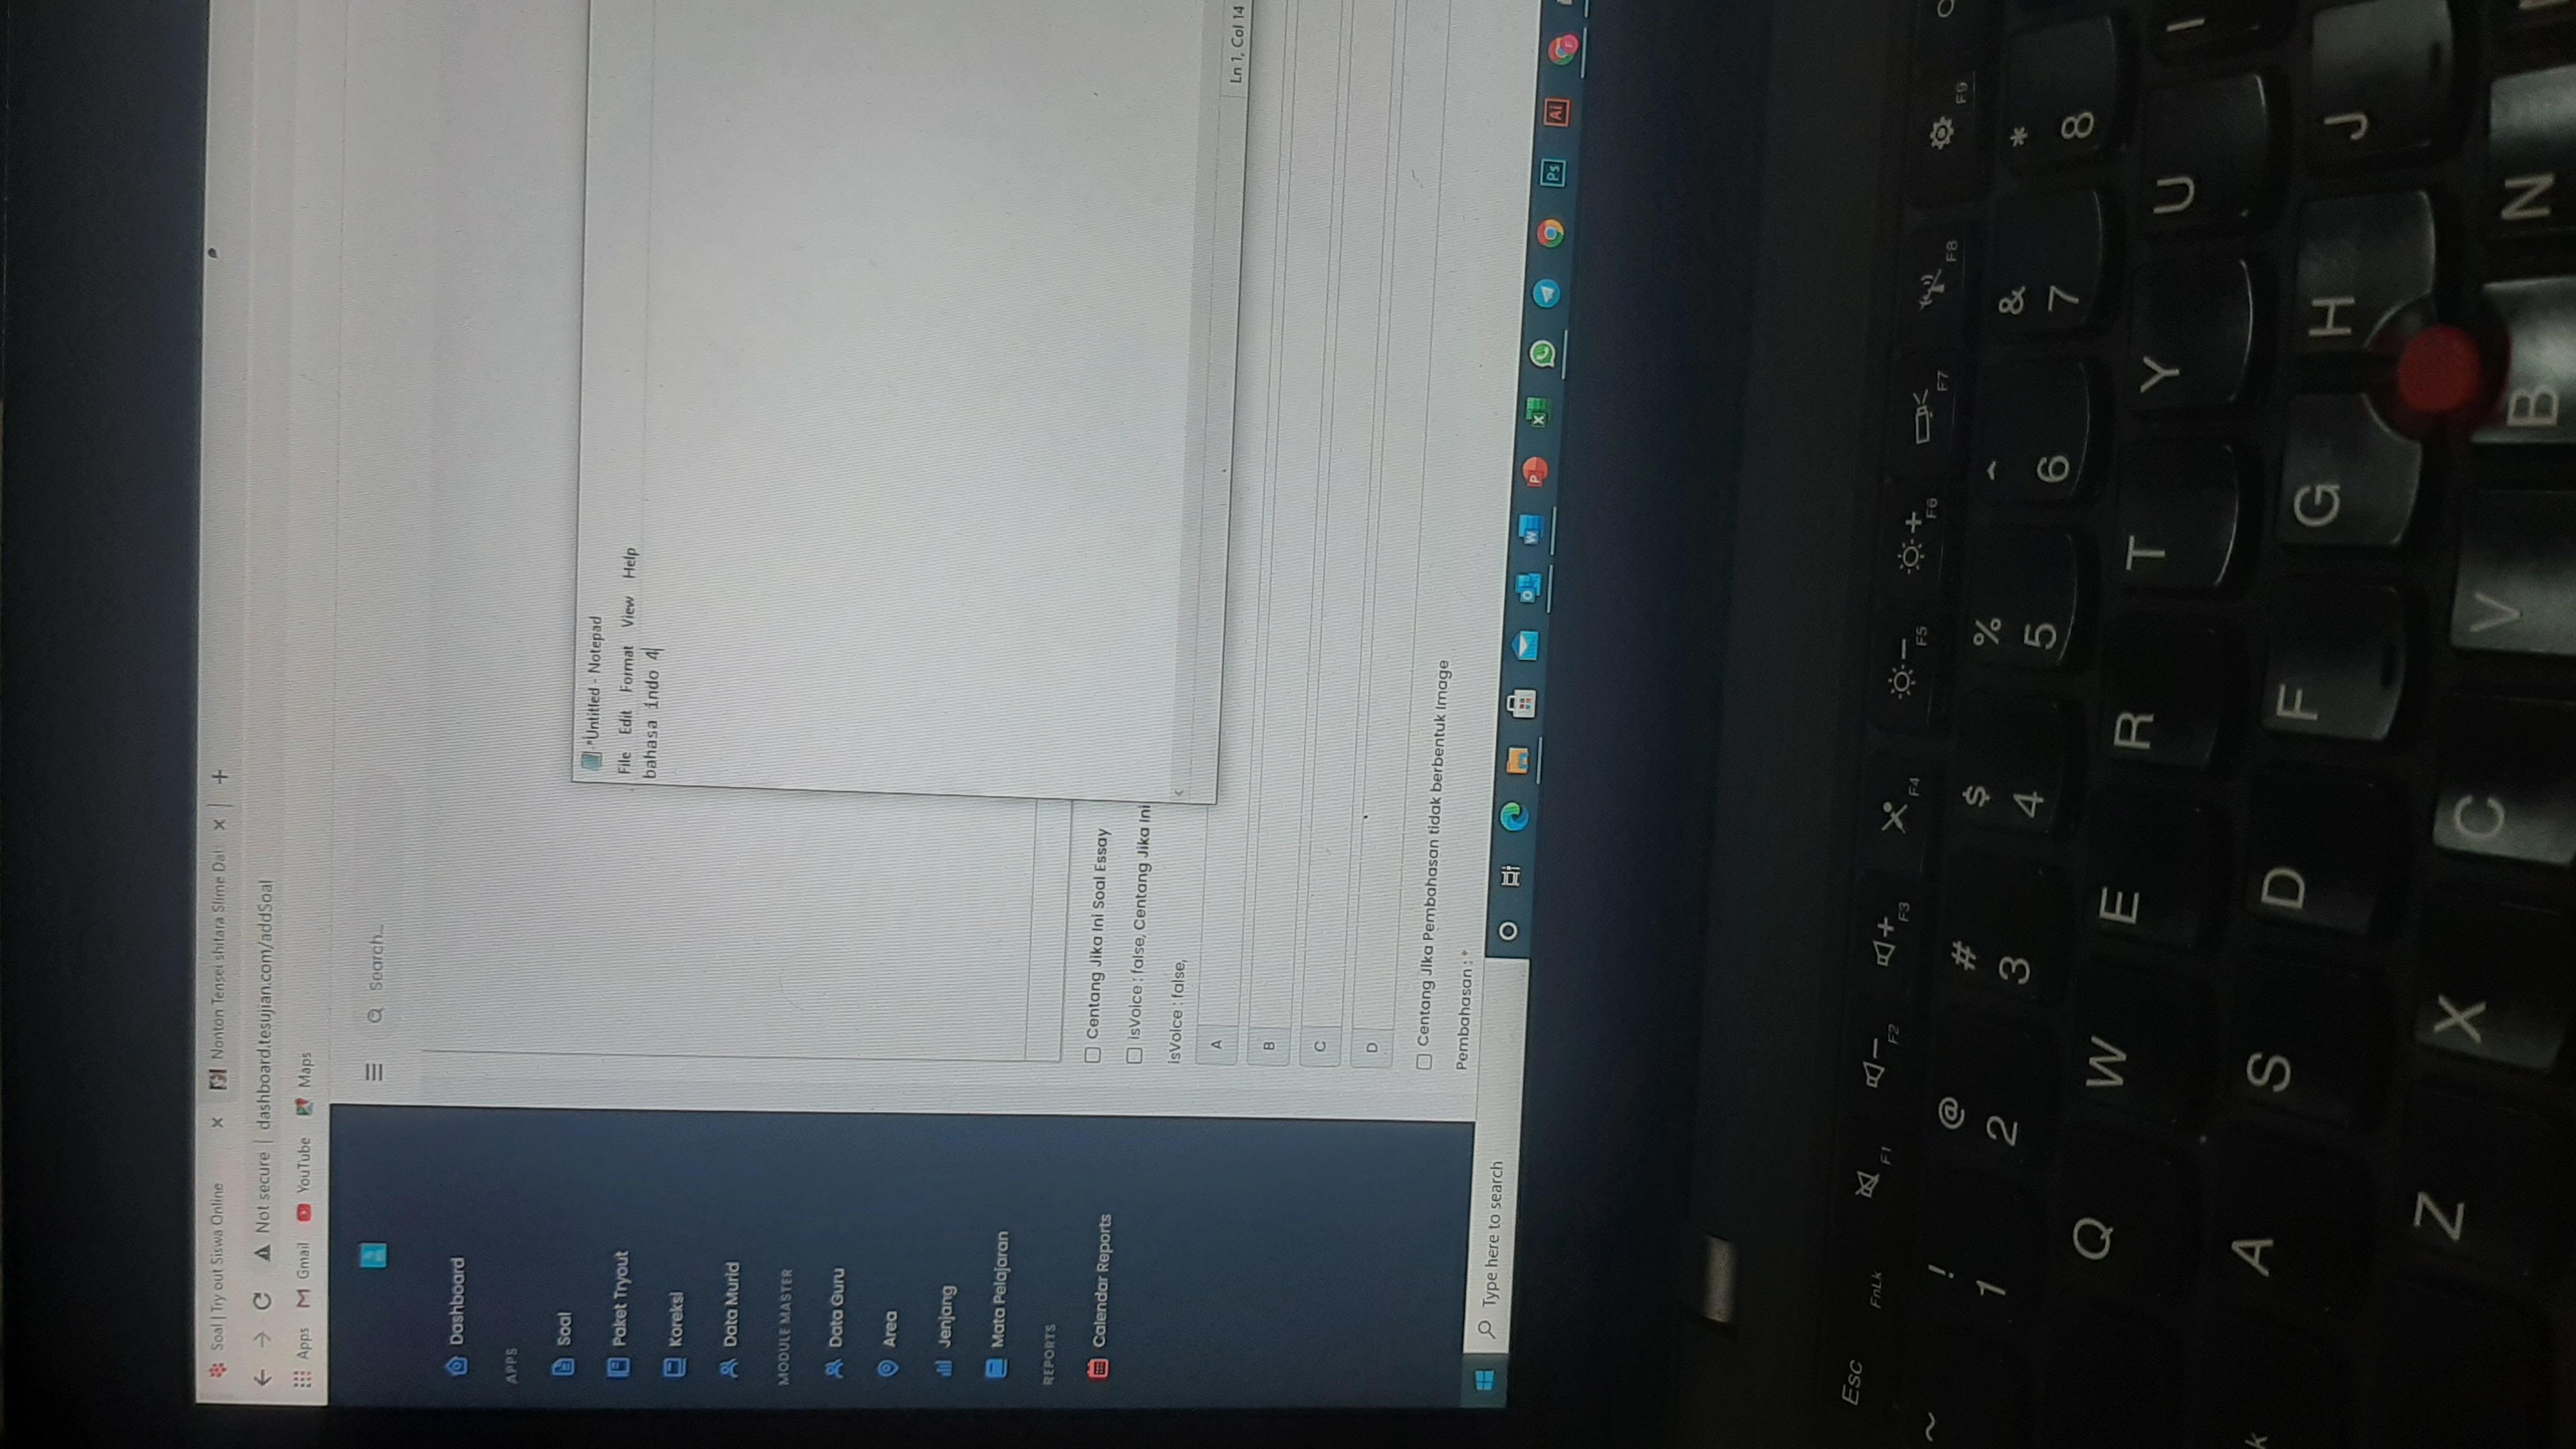 Soal | Try out Siswa Online
Nonton Tensei shitara Slime Dat
Not secure | dashboard.tesujian.com/addSoal
Apps Gmail YouTube Maps
Search...
Dashboard
APPS
Soal
Paket Tryout
Koreksi
Data Murid
MODULE MASTER
Data Guru
Area
Jenjang
Mata Pelajaran
REPORTS
Calendar Reports
*Untitled - Notepad
File Edit Format View Help
bahasa indo 4
Ln 1, Col 14
Centang Jika Ini Soal Essay
isVoice : false, Centang Jika Ini
isVoice : false,
A
B
C
D
Centang Jika Pembahasan tidak berbentuk Image
Pembahasan : *
Type here to search
Ps Ai
Esc FnLk F1 F2 F3 F4 F5 F6 F7 F8 F9
~ ! @ # $ % ^ & *
1 2 3 4 5 6 7 8
Q W E R T Y U I
k A S D F G H J
Z X C V B N